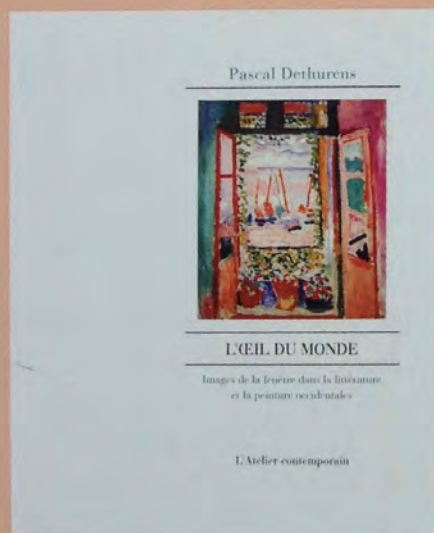 Pascal Dethurens
L'ŒIL DU MONDE
Images de la fenêtre dans la littérature
et la peinture occidentales
L'Atelier contemporain